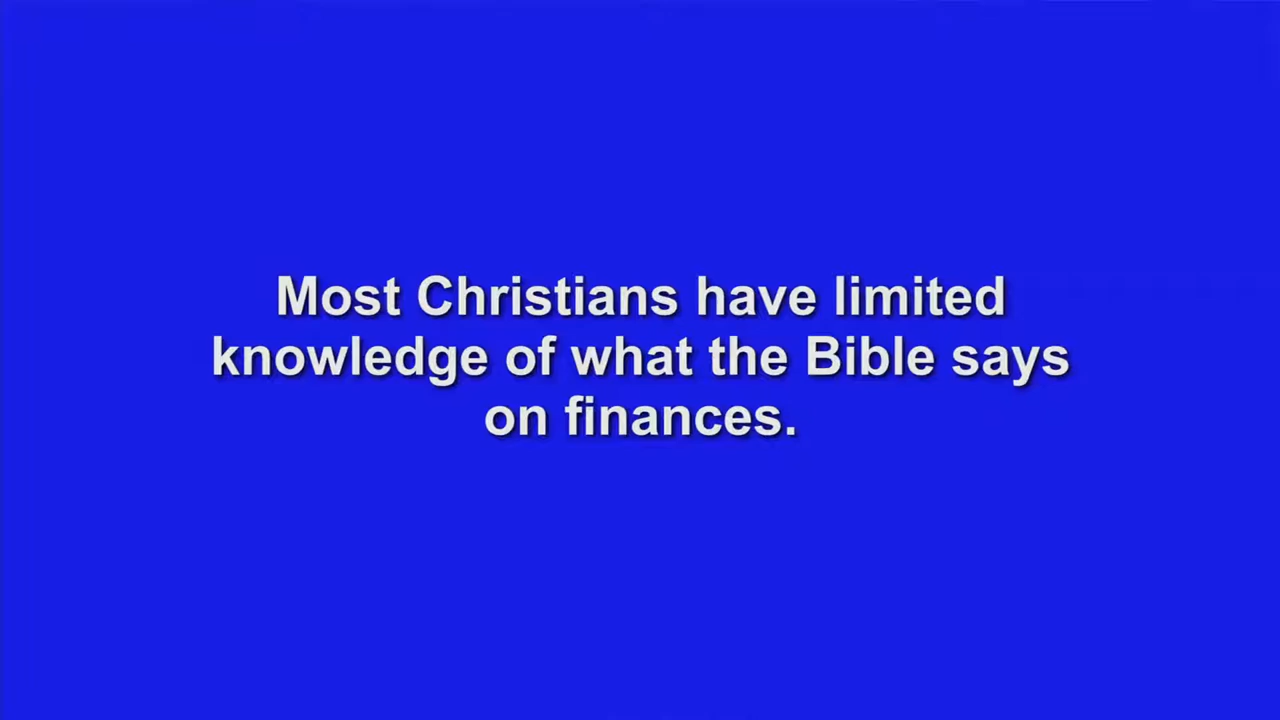 Most Christians have limited
knowledge of what the Bible says
on finances.